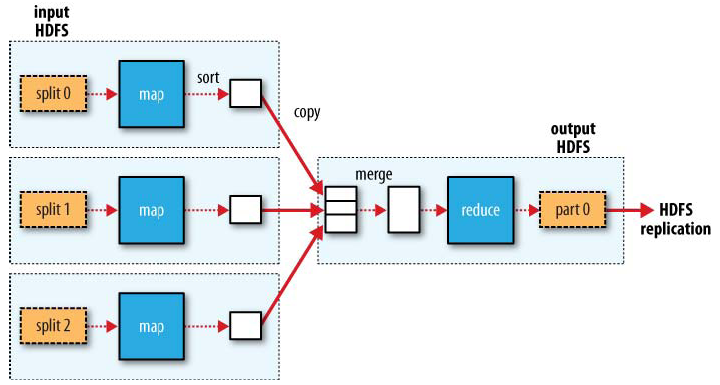 input
HDFS
split 0
map
sort
copy
split 1
map
split 2
map
merge
reduce
output
HDFS
part 0
HDFS
replication